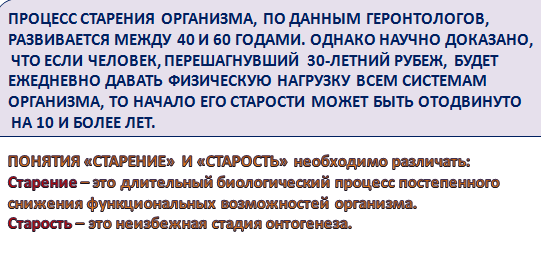 ПРОЦЕСС СТАРЕНИЯ ОРГАНИЗМА, ПО ДАННЫМ ГЕРОНТОЛОГОВ,
РАЗВИВАЕТСЯ МЕЖДУ 40 И 60 ГОДАМИ. ОДНАКО НАУЧНО ДОКАЗАНО,
ЧТО ЕСЛИ ЧЕЛОВЕК, ПЕРЕШАГНУВШИЙ 30-ЛЕТНИЙ РУБЕЖ, БУДЕТ
ЕЖЕДНЕВНО ДАВАТЬ ФИЗИЧЕСКУЮ НАГРУЗКУ ВСЕМ СИСТЕМАМ
ОРГАНИЗМА, ТО НАЧАЛО ЕГО СТАРОСТИ МОЖЕТ БЫТЬ ОТОДВИНУТО
НА 10 И БОЛЕЕ ЛЕТ.
ПОНЯТИЯ «СТАРЕНИЕ» И «СТАРОСТЬ» необходимо различать:
Старение – это длительный биологический процесс постепенного
снижения функциональных возможностей организма.
Старость – это неизбежная стадия онтогенеза.